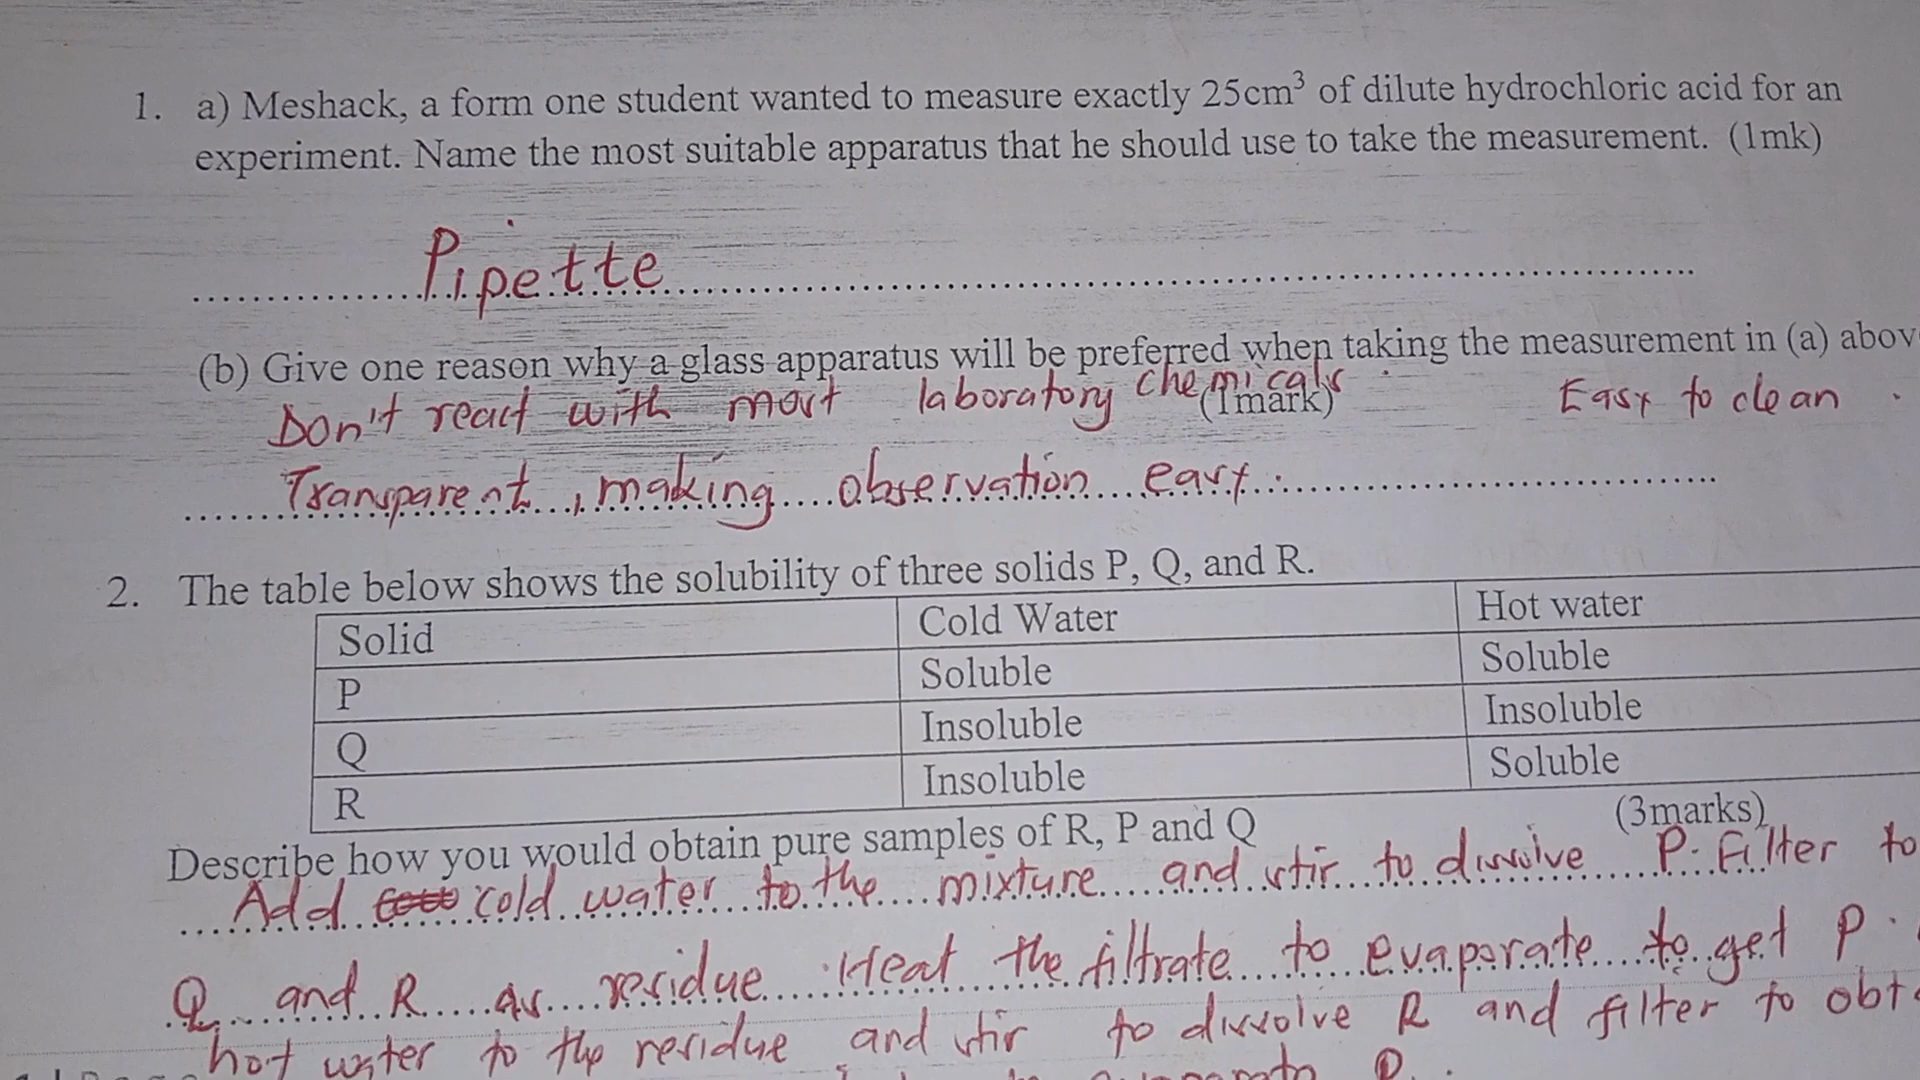 1. a) Meshack, a form one student wanted to measure exactly 25cm³ of dilute hydrochloric acid for an
experiment. Name the most suitable apparatus that he should use to take the measurement. (1mk)
Pipette
(b) Give one reason why a glass apparatus will be preferred when taking the measurement in (a) abov
Don't react with most laboratory chemicals. (1mark) Easy to clean.
Transparent, making observation easy.
2. The table below shows the solubility of three solids P, Q, and R.
Solid Cold Water Hot water
P Soluble Soluble
Q Insoluble Insoluble
R Insoluble Soluble
Describe how you would obtain pure samples of R, P and Q (3marks)
Add cold water to the mixture and stir to dissolve P. Filter to
Q and R as residue. Heat the filtrate to evaporate to get P.
hot water to the residue and stir to dissolve R and filter to obt